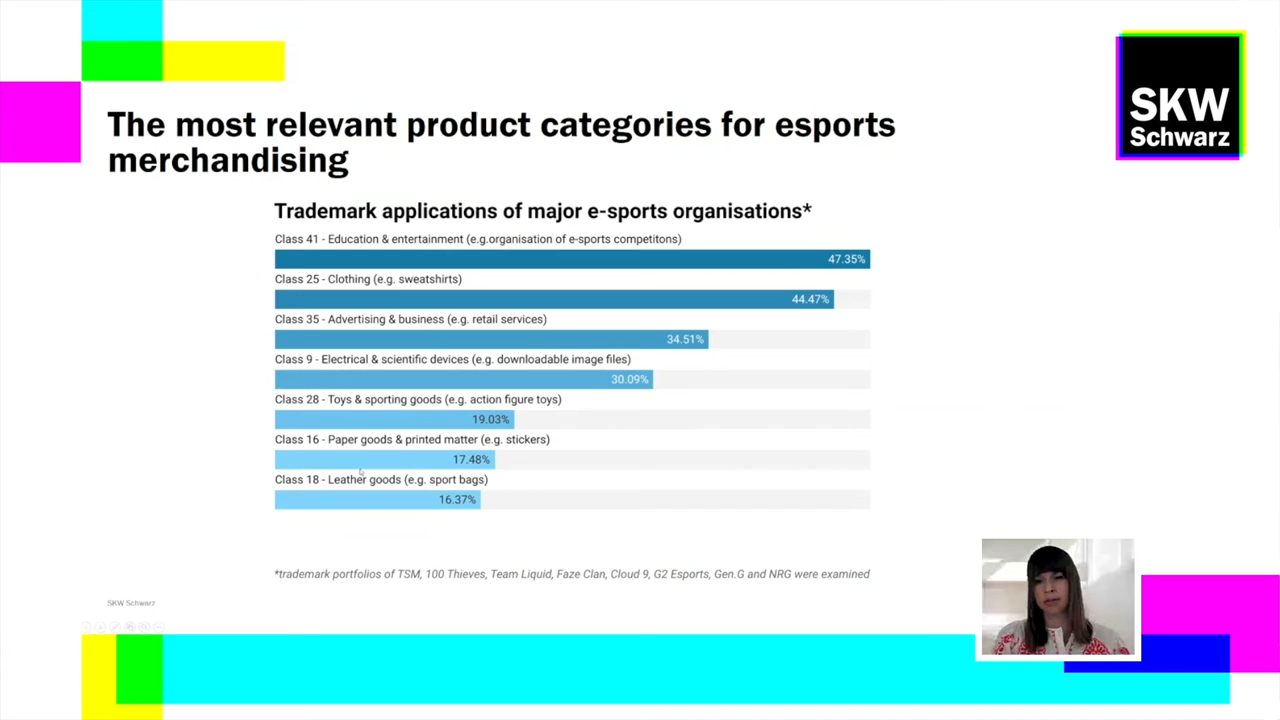 SKW
Schwarz
The most relevant product categories for esports
merchandising
Trademark applications of major e-sports organisations*
Class 41 - Education & entertainment (e.g.organisation of e-sports competitons)
47.35%
Class 25 - Clothing (e.g. sweatshirts)
44.47%
Class 35 - Advertising & business (e.g. retail services)
34.51%
Class 9 - Electrical & scientific devices (e.g. downloadable image files)
30.09%
Class 28 - Toys & sporting goods (e.g. action figure toys)
19.03%
Class 16 - Paper goods & printed matter (e.g. stickers)
17.48%
Class 18 - Leather goods (e.g. sport bags)
16.37%
*trademark portfolios of TSM, 100 Thieves, Team Liquid, Faze Clan, Cloud 9, G2 Esports, Gen.G and NRG were examined
SKW Schwarz